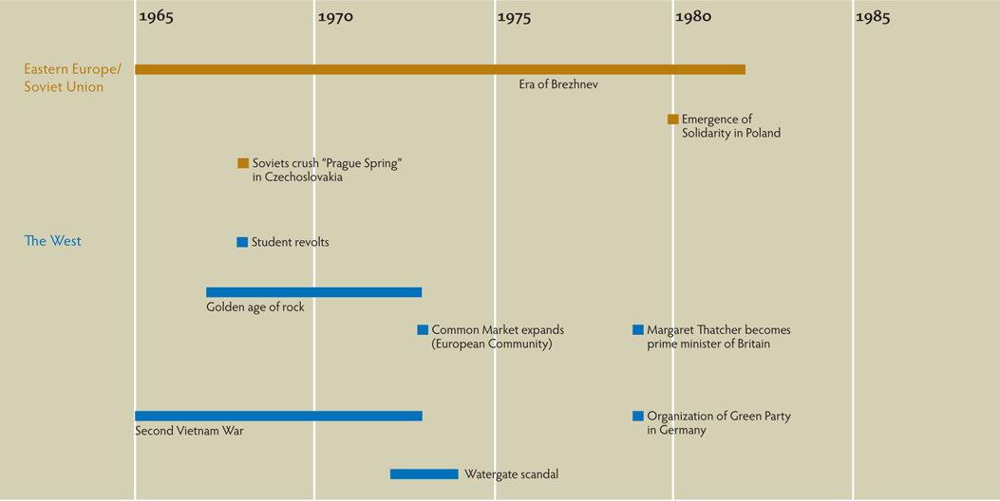 1965
1970
1975
1980
1985
Eastern Europe/
Soviet Union
Era of Brezhnev
Emergence of
Solidarity in Poland
Soviets crush "Prague Spring"
in Czechoslovakia
The West
Student revolts
Golden age of rock
Common Market expands
(European Community)
Margaret Thatcher becomes
prime minister of Britain
Second Vietnam War
Organization of Green Party
in Germany
Watergate scandal